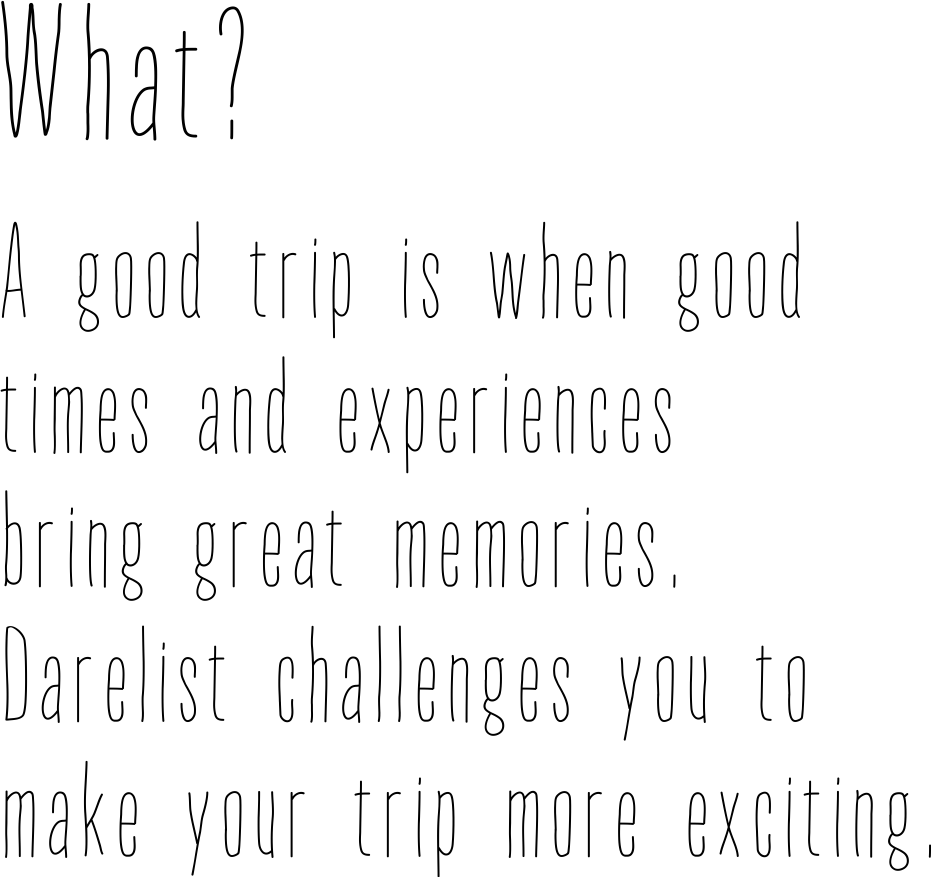 What?
A good trip is when good
times and experiences
bring great memories.
Darelist challenges you to
make your trip more exciting.